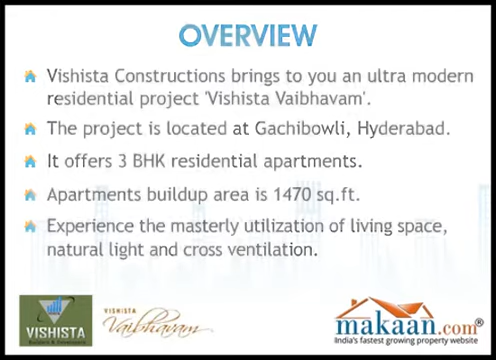 OVERVIEW
Vishista Constructions brings to you an ultra modern
residential project 'Vishista Vaibhavam'.
The project is located at Gachibowli, Hyderabad.
It offers 3 BHK residential apartments.
Apartments buildup area is 1470 sq.ft.
Experience the masterly utilization of living space,
natural light and cross ventilation.
VISHISTA
Builders & Developers
VISHISTA
Vaibhavam
makaan.com®
India's fastest growing property website